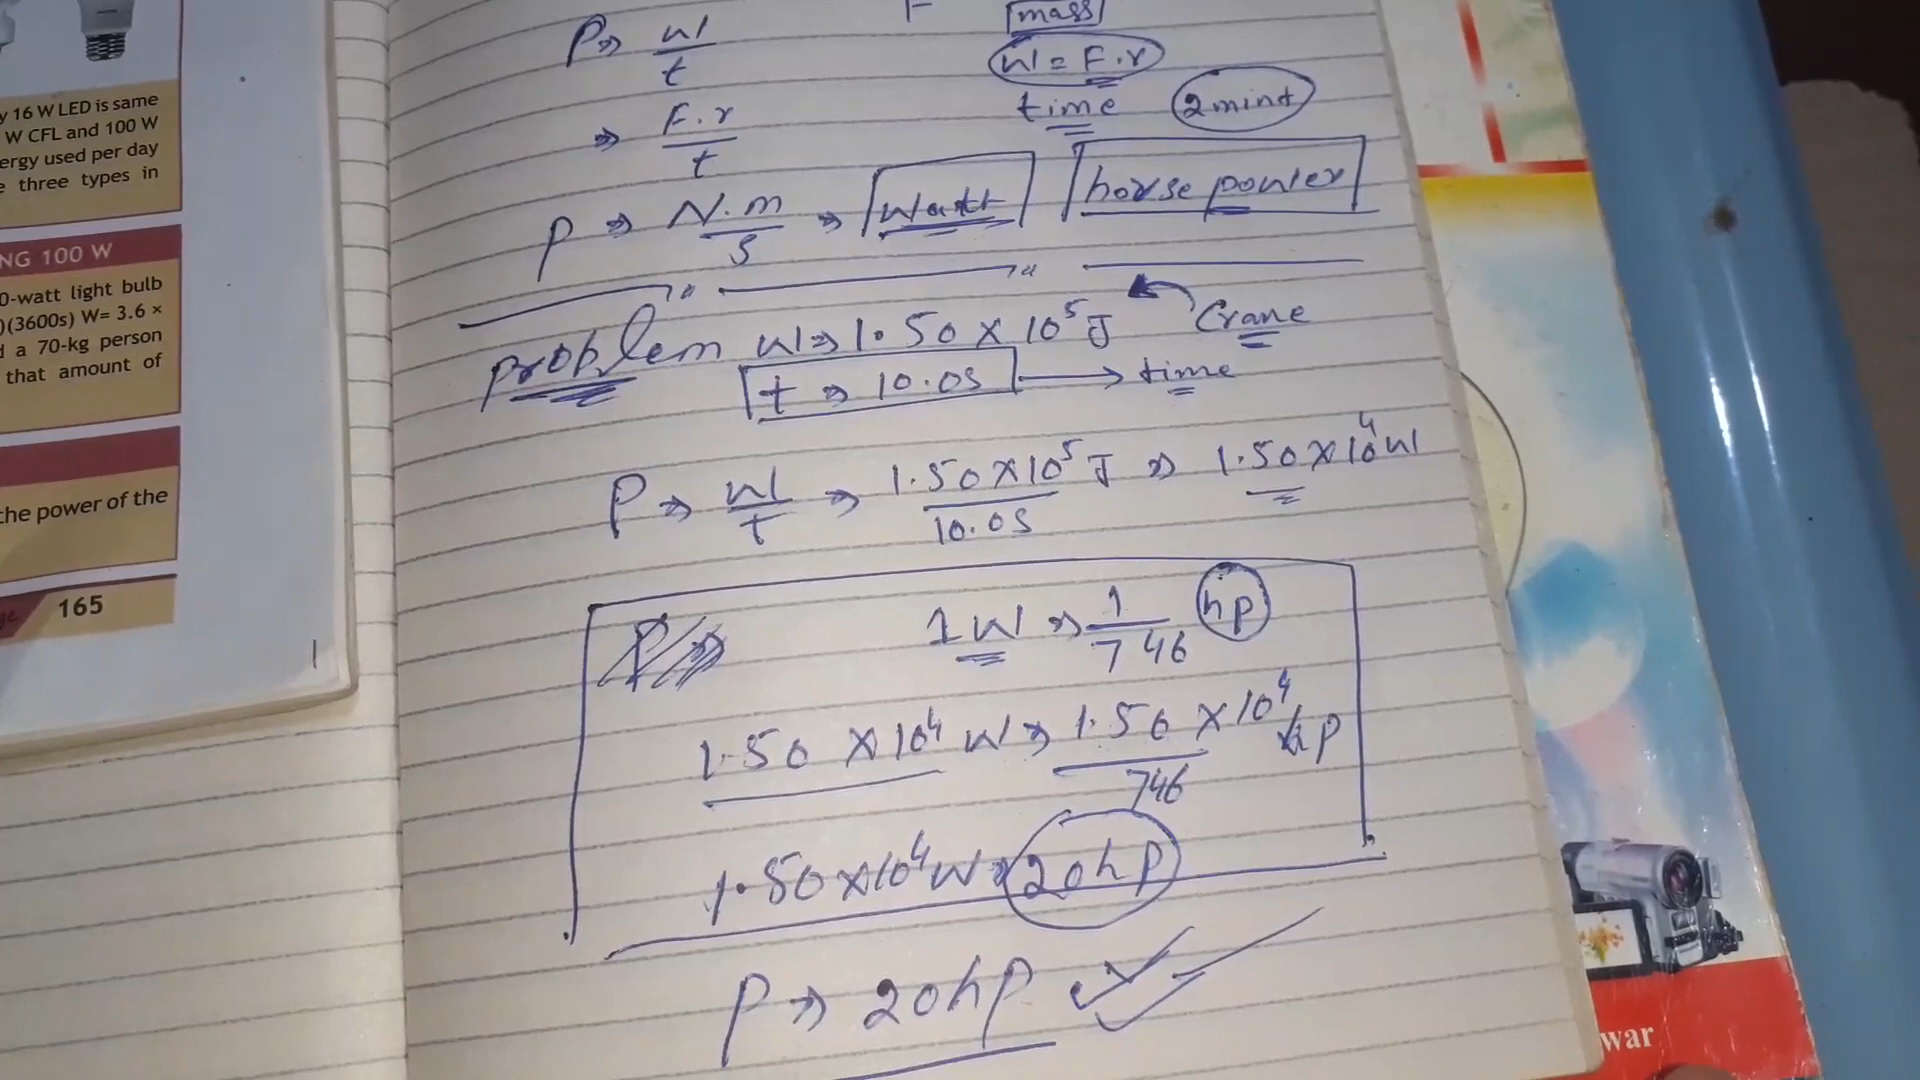 y 16 W LED is same
W CFL and 100 W
ergy used per day
three types in
NG 100 W
0-watt light bulb
)(3600s) W= 3.6 ×
d a 70-kg person
that amount of
the power of the
165
mass
P⇒ W/t
W = F.r
time 2mint
⇒ F.r/t
P ⇒ N.m/S ⇒ Watt horse power
problem W⇒1.50 × 10⁵ J Crane
t ⇒ 10.0S → time
P ⇒ W/t ⇒ 1.50×10⁵ J/10.0S ⇒ 1.50×10⁴ W
1W ⇒ 1/746 hp
1.50 ×10⁴ W ⇒ 1.50 ×10⁴/746 hp
1.50×10⁴W ⇒ 20hp
P ⇒ 20hp
war